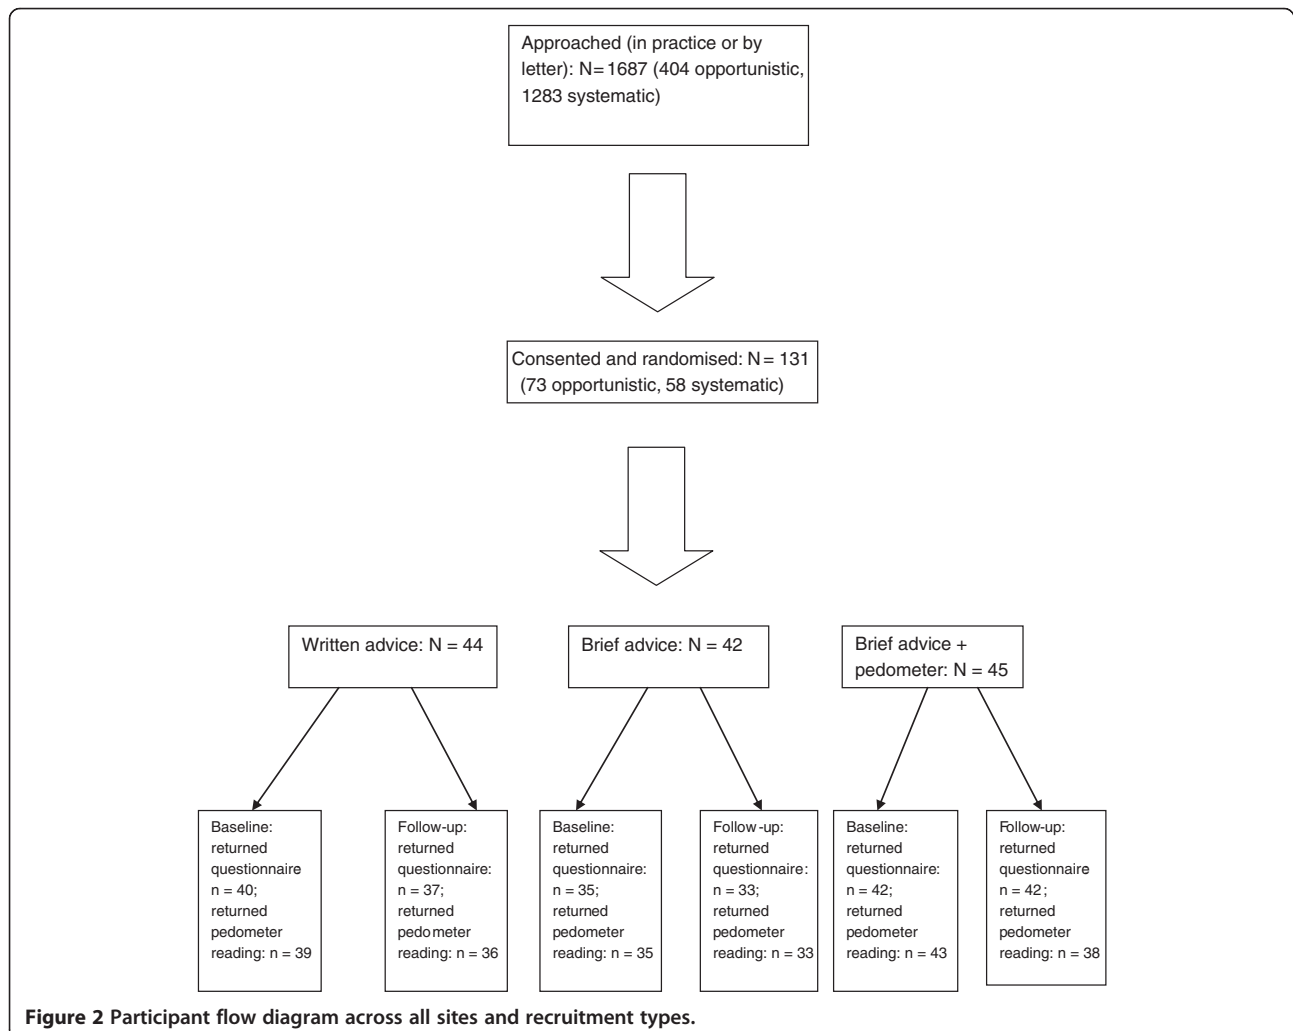 Approached (in practice or by
letter): N=1687 (404 opportunistic,
1283 systematic)
Consented and randomised: N= 131
(73 opportunistic, 58 systematic)
Written advice: N = 44
Brief advice: N = 42
Brief advice +
pedometer: N = 45
Baseline:
returned
questionnaire
n = 40;
returned
pedometer
reading: n = 39
Follow-up:
returned
questionnaire:
n = 37;
returned
pedometer
reading: n = 36
Baseline:
returned
questionnaire:
n = 35;
returned
pedometer
reading: n = 35
Follow-up:
returned
questionnaire:
n = 33;
returned
pedometer
reading: n = 33
Baseline:
returned
questionnaire:
n = 42;
returned
pedometer
reading: n = 43
Follow-up:
returned
questionnaire
n = 42;
returned
pedometer
reading: n = 38
Figure 2 Participant flow diagram across all sites and recruitment types.